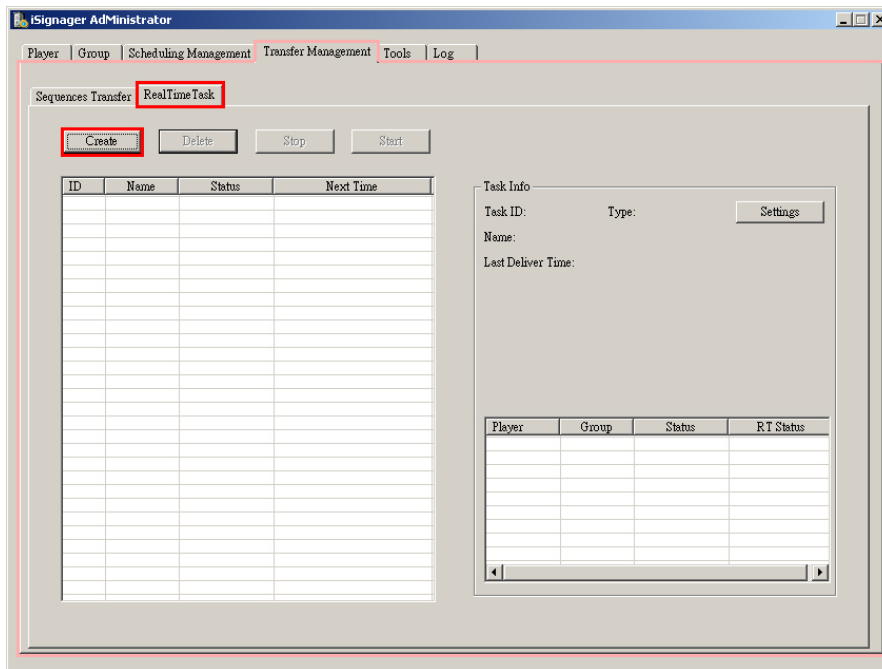 iSignager AdMinistrator
Player Group Scheduling Management Transfer Management Tools Log
Sequences Transfer RealTimeTask
Create Delete Stop Start
ID Name Status Next Time
Task Info
Task ID: Type: Settings
Name:
Last Deliver Time:
Player Group Status RT Status